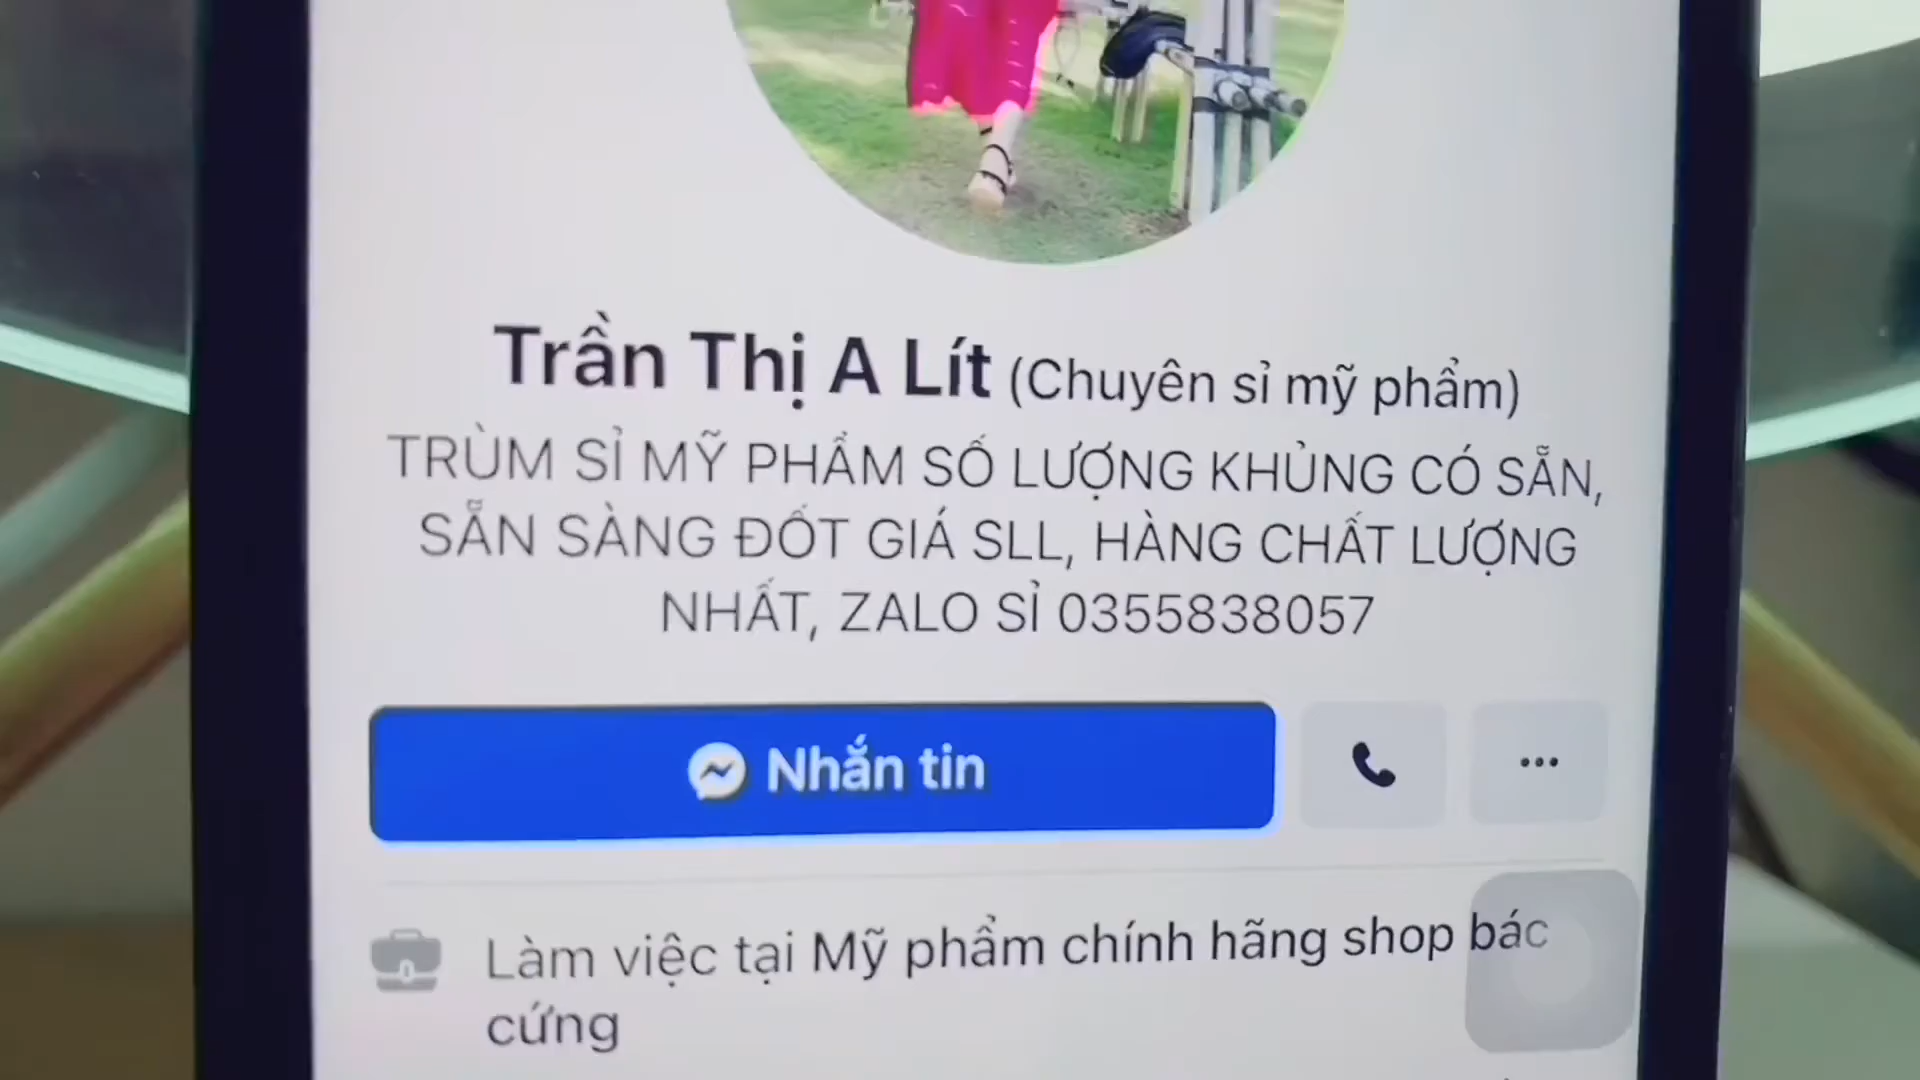 Trần Thị A Lít (Chuyên sỉ mỹ phẩm)
TRÙM SỈ MỸ PHẨM SỐ LƯỢNG KHỦNG CÓ SẴN,
SẴN SÀNG ĐỐT GIÁ SLL, HÀNG CHẤT LƯỢNG
NHẤT, ZALO SỈ 0355838057
Nhắn tin
Làm việc tại Mỹ phẩm chính hãng shop bác
cứng